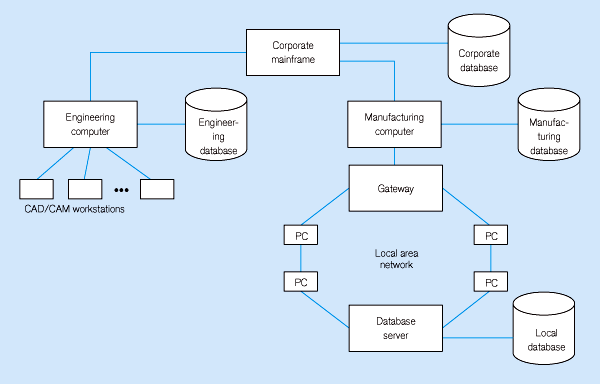 Corporate
mainframe
Corporate
database
Engineering
computer
Engineer-
ing
database
Manufacturing
computer
Manufac-
turing
database
CAD/CAM workstations
Gateway
PC
PC
Local area
network
PC
PC
Database
server
Local
database